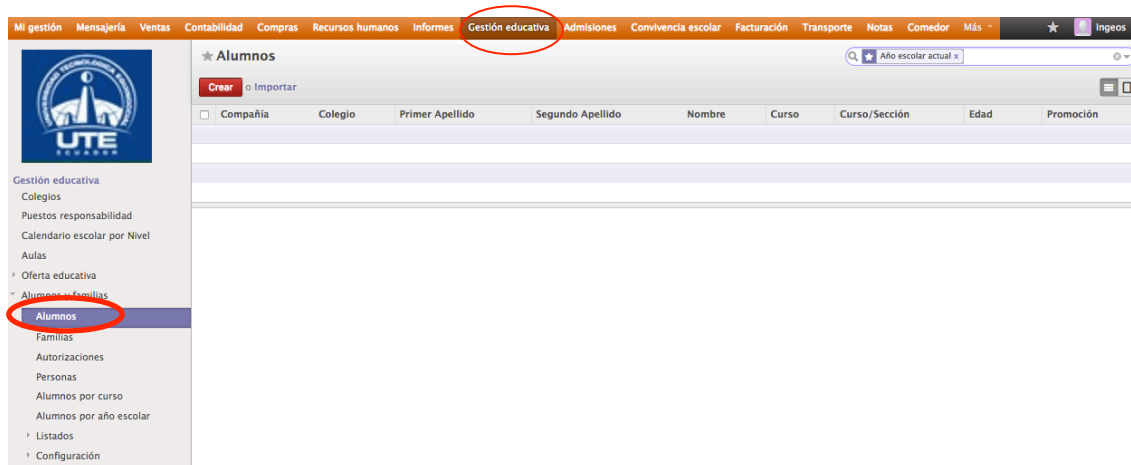 Mi gestión Mensajería Ventas Contabilidad Compras Recursos humanos Informes Gestión educativa Admisiones Convivencia escolar Facturación Transporte Notas Comedor Más Ingeos
Alumnos
Año escolar actual x
Crear o Importar
Compañia Colegio Primer Apellido Segundo Apellido Nombre Curso Curso/Sección Edad Promoción
UTE
ECUADOR
Gestión educativa
Colegios
Puestos responsabilidad
Calendario escolar por Nivel
Aulas
Oferta educativa
Alumnos y familias
Alumnos
Familias
Autorizaciones
Personas
Alumnos por curso
Alumnos por año escolar
Listados
Configuración